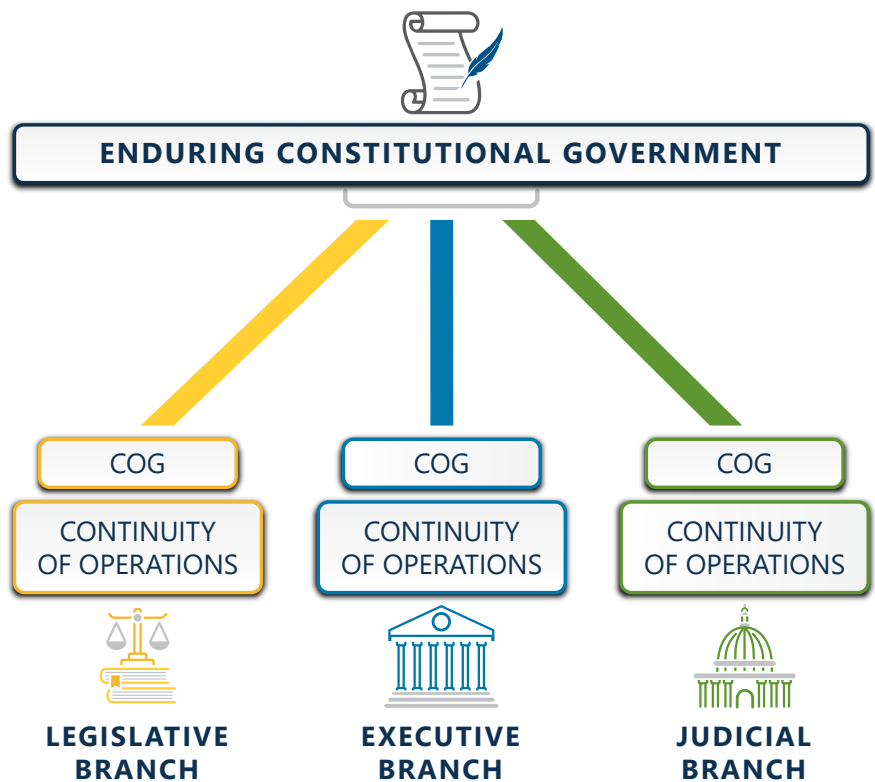 ENDURING CONSTITUTIONAL GOVERNMENT
COG
CONTINUITY
OF OPERATIONS
LEGISLATIVE
BRANCH
COG
CONTINUITY
OF OPERATIONS
EXECUTIVE
BRANCH
COG
CONTINUITY
OF OPERATIONS
JUDICIAL
BRANCH